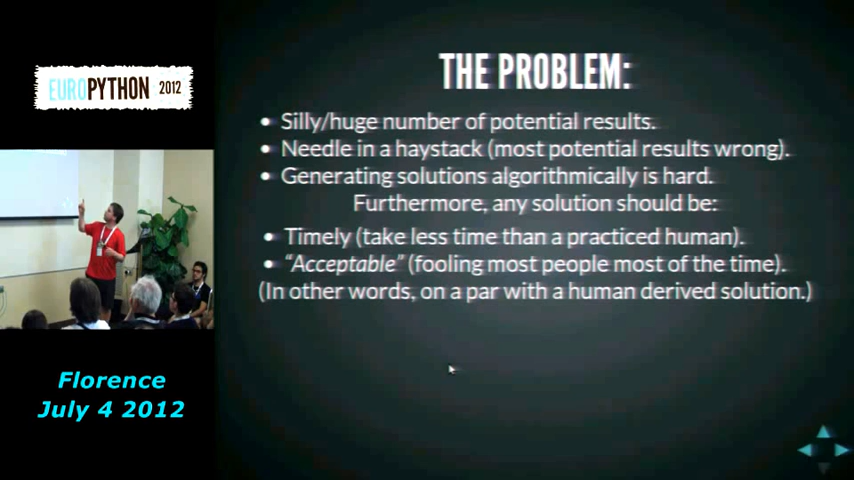 EUROPYTHON 2012
THE PROBLEM:
• Silly/huge number of potential results.
• Needle in a haystack (most potential results wrong).
• Generating solutions algorithmically is hard.
Furthermore, any solution should be:
• Timely (take less time than a practiced human).
• “Acceptable” (fooling most people most of the time).
(In other words, on a par with a human derived solution.)
Florence
July 4 2012